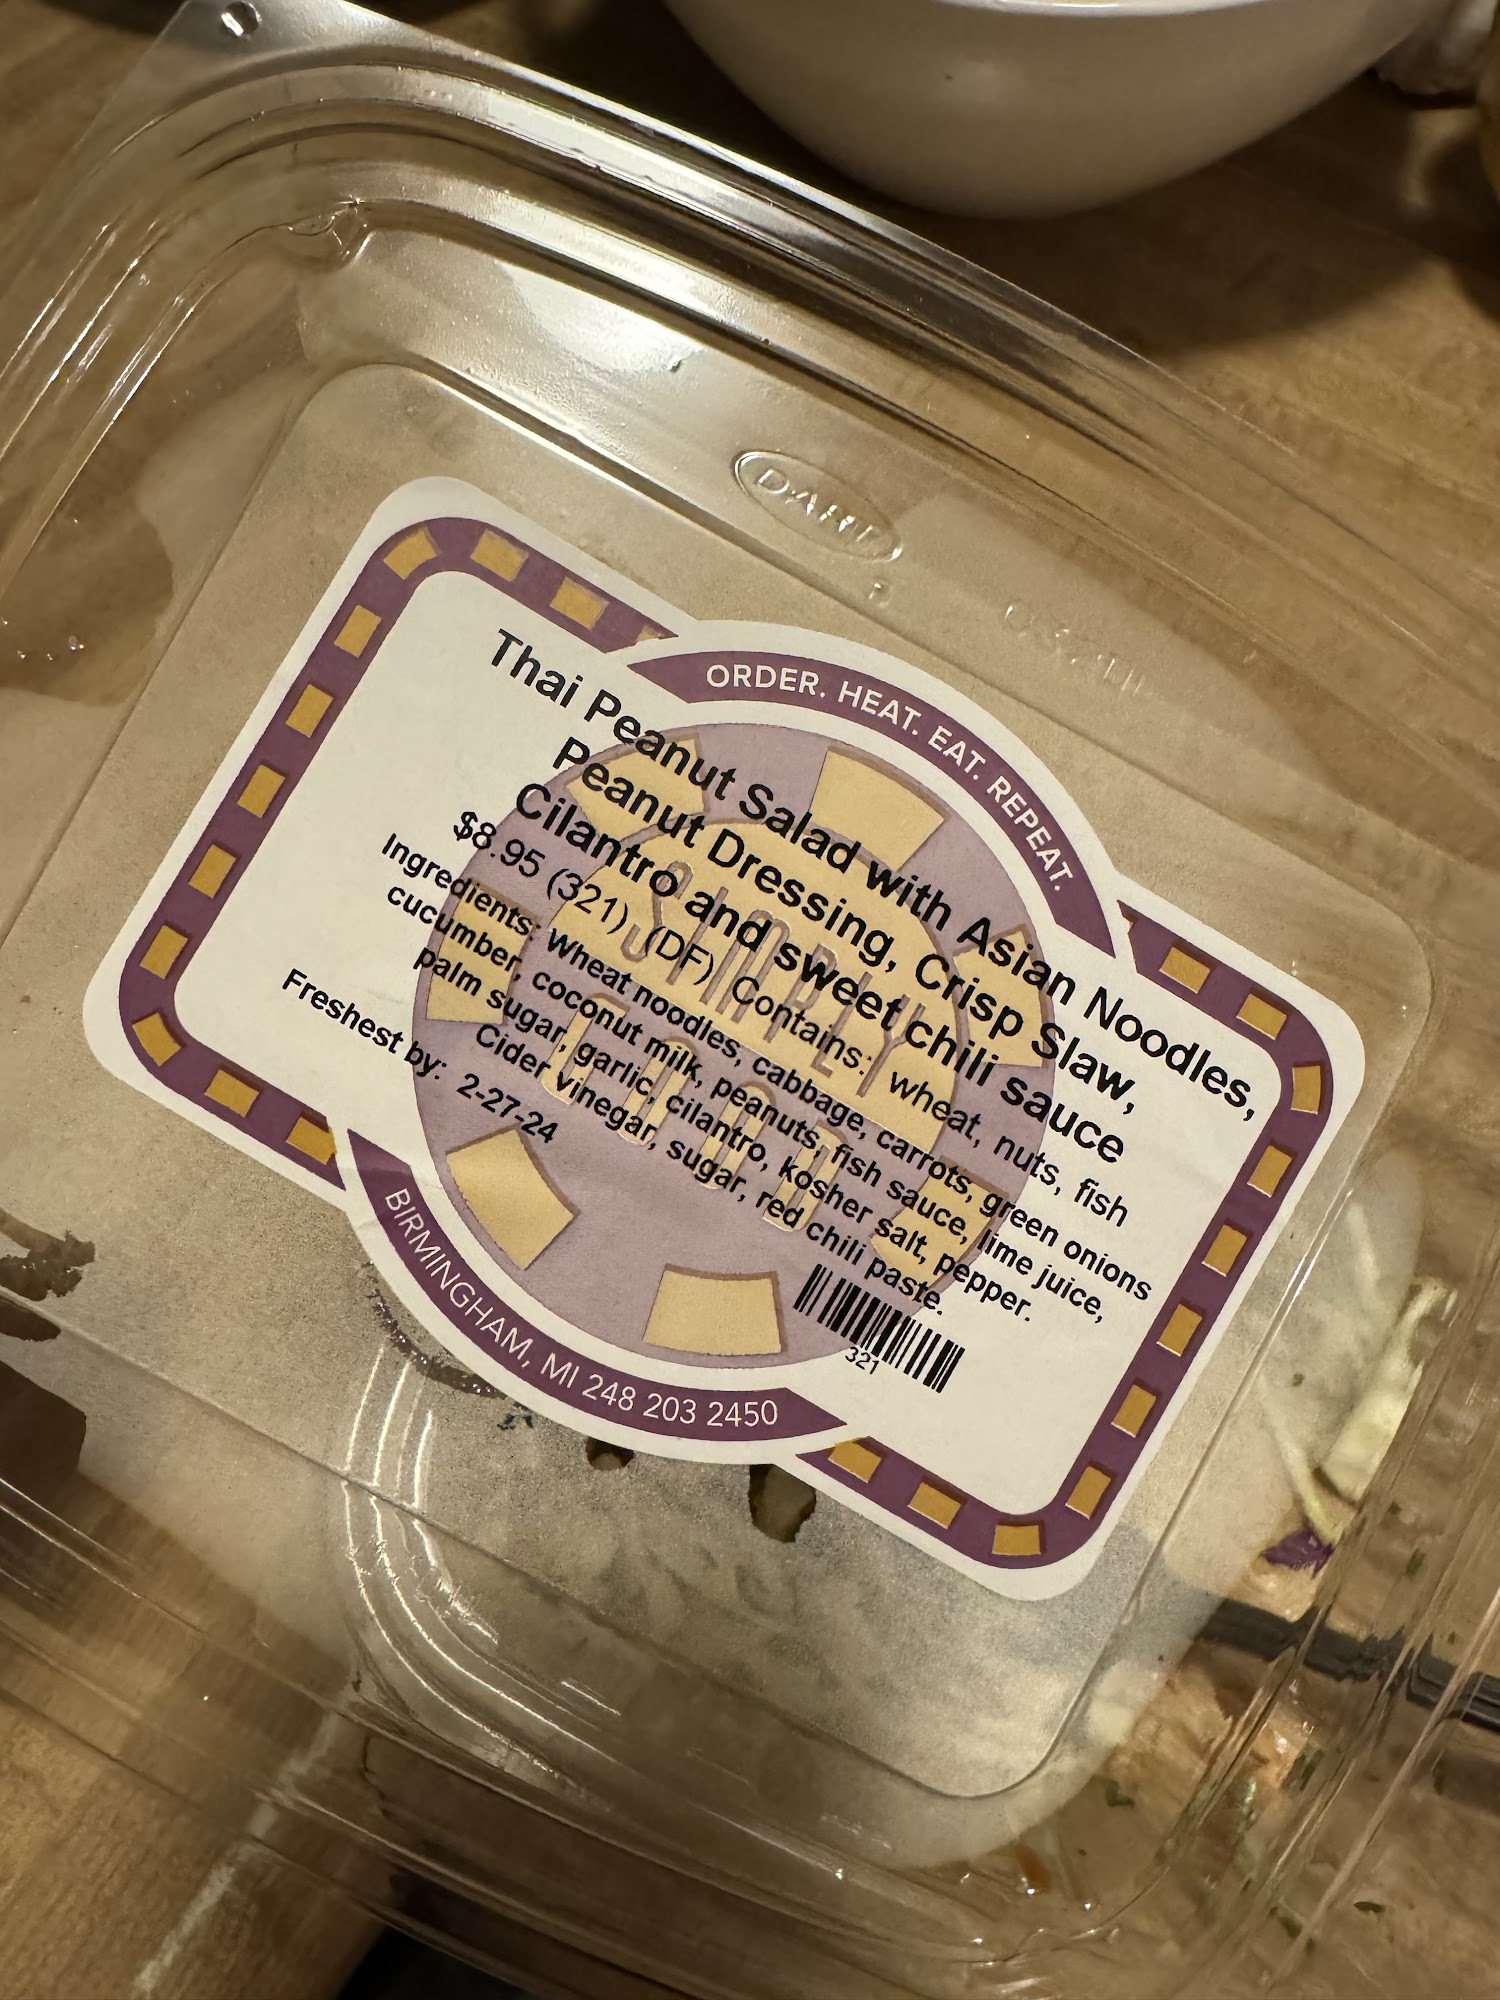 DART
ORDER. HEAT. EAT. REPEAT.
Thai Peanut Salad with Asian Noodles,
Peanut Dressing, Crisp Slaw,
Cilantro and sweet chili sauce
$8.95 (321) (DF) Contains: wheat, nuts, fish
Ingredients: Wheat noodles, cabbage, carrots, green onions
cucumber, coconut milk, peanuts, fish sauce, lime juice,
palm sugar, garlic, cilantro, kosher salt, pepper.
Cider vinegar, sugar, red chili paste.
Freshest by: 2-27-24
SIMPLY
GOOD
321
BIRMINGHAM, MI 248 203 2450